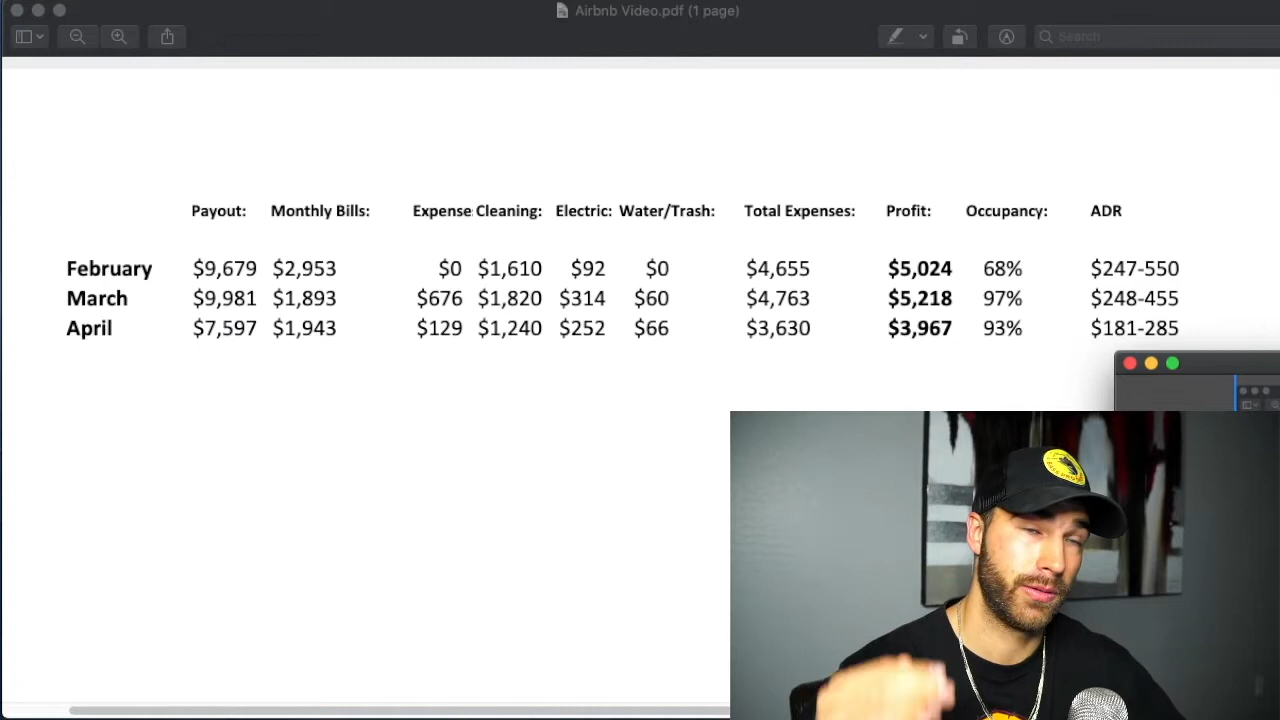 Airbnb Video.pdf (1 page)
Search
Payout: Monthly Bills: Expense: Cleaning: Electric: Water/Trash: Total Expenses: Profit: Occupancy: ADR
February $9,679 $2,953 $0 $1,610 $92 $0 $4,655 $5,024 68% $247-550
March $9,981 $1,893 $676 $1,820 $314 $60 $4,763 $5,218 97% $248-455
April $7,597 $1,943 $129 $1,240 $252 $66 $3,630 $3,967 93% $181-285